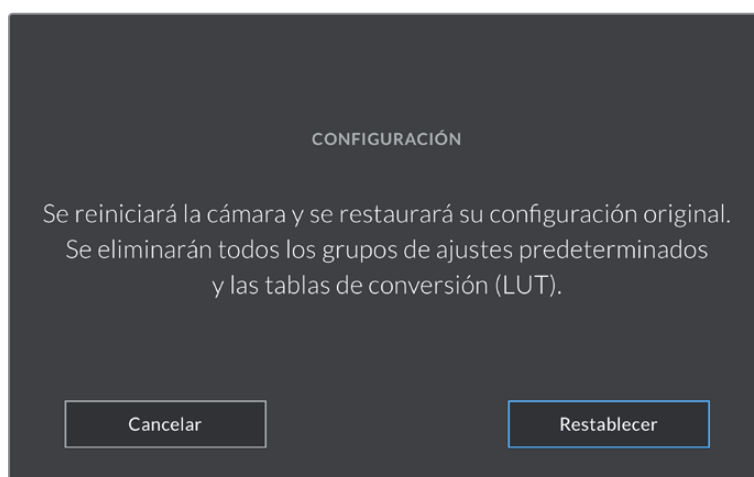 CONFIGURACIÓN
Se reiniciará la cámara y se restaurará su configuración original.
Se eliminarán todos los grupos de ajustes predeterminados
y las tablas de conversión (LUT).
Cancelar
Restablecer